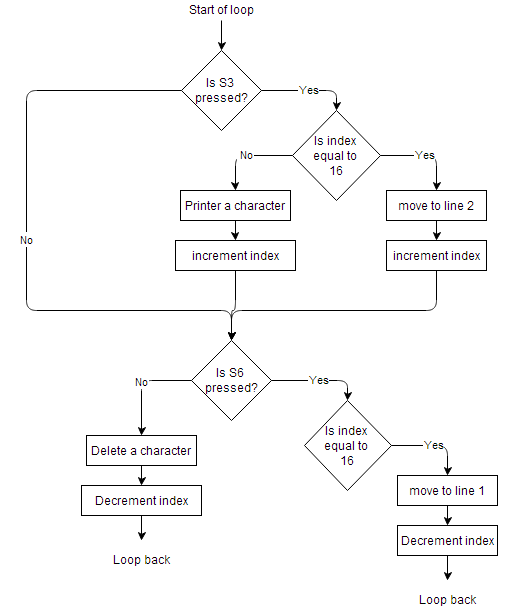 Start of loop
Is S3
pressed?
Yes
Is index
equal to
16
No
Yes
Printer a character
move to line 2
No
increment index
increment index
Is S6
pressed?
No
Yes
Is index
equal to
16
Yes
Delete a character
move to line 1
Decrement index
Decrement index
Loop back
Loop back